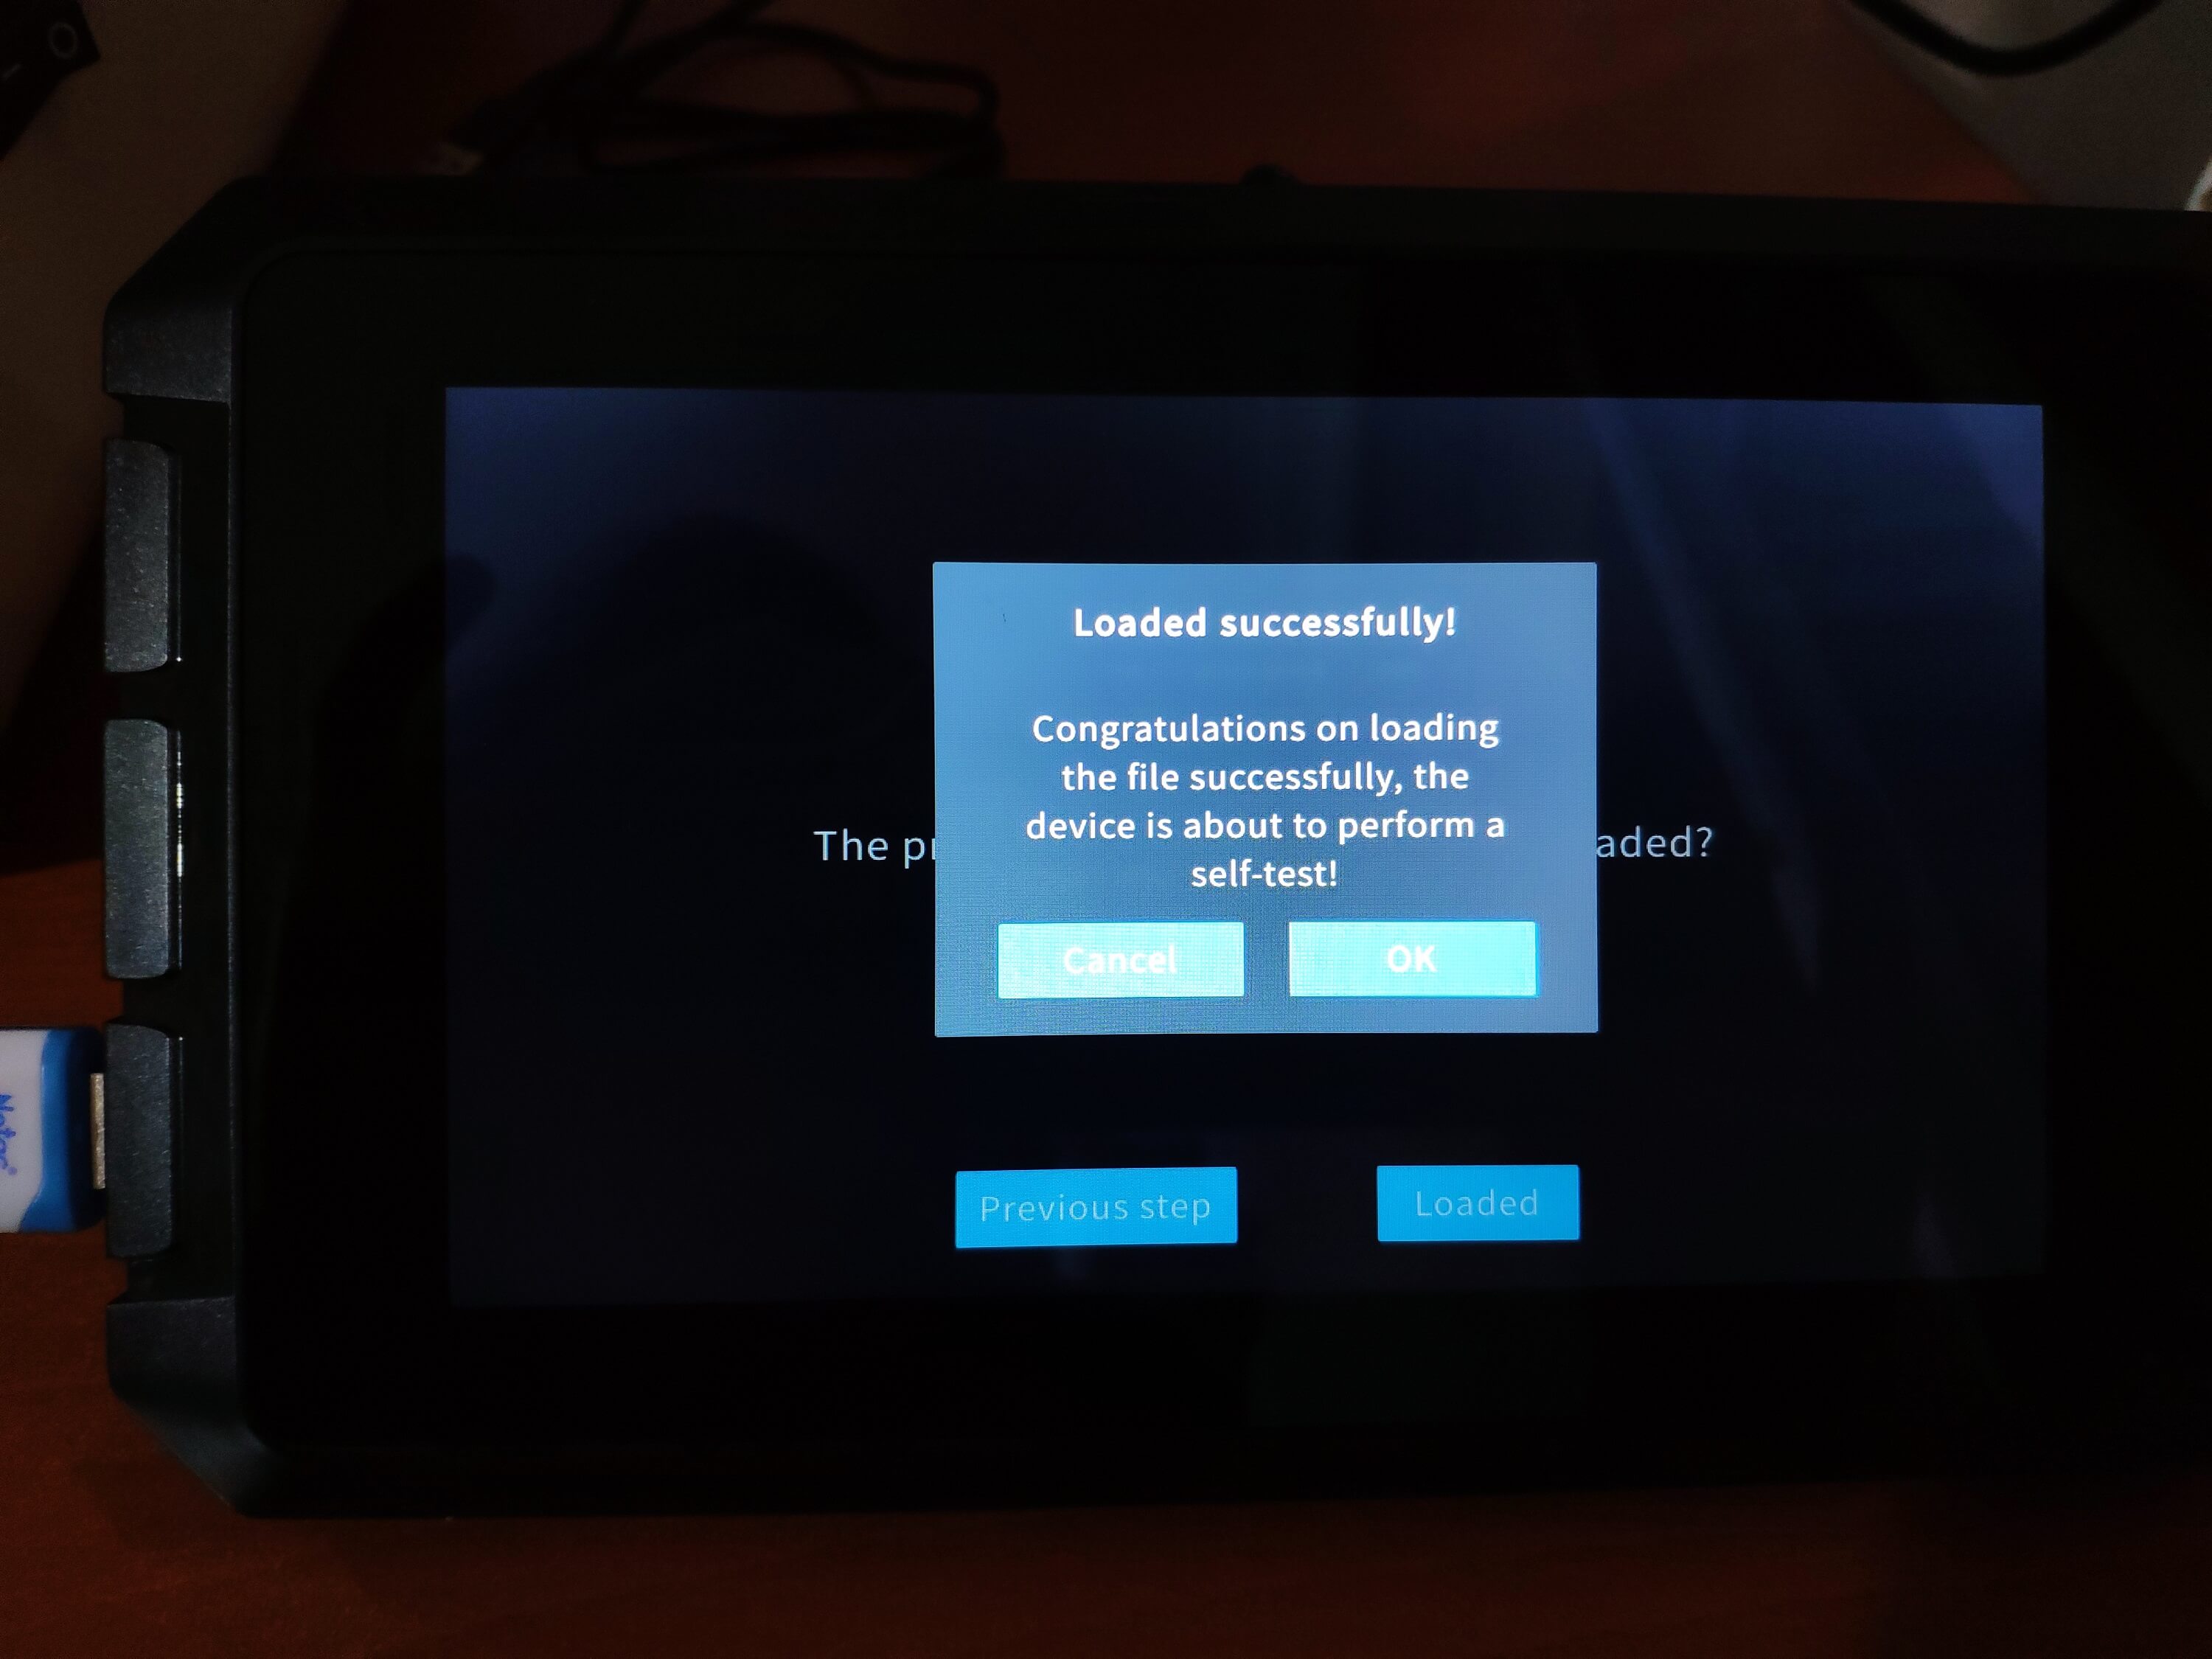 Loaded successfully!
Congratulations on loading
the file successfully, the
device is about to perform a
self-test!
The
aded?
Cancel
OK
Previous step
Loaded
Netac